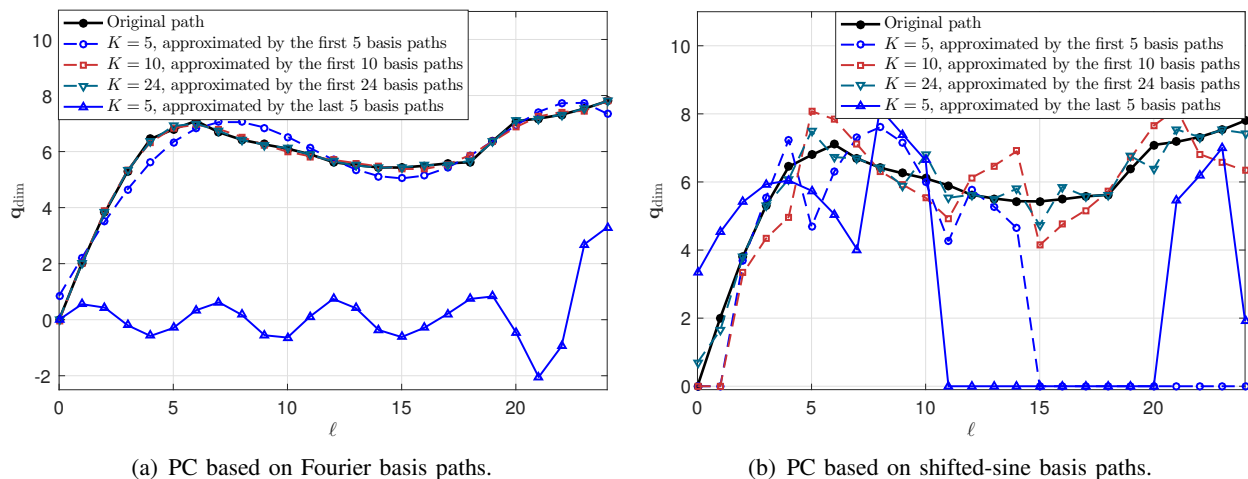 Original path
K = 5, approximated by the first 5 basis paths
K = 10, approximated by the first 10 basis paths
K = 24, approximated by the first 24 basis paths
K = 5, approximated by the last 5 basis paths
10
8
6
4
2
0
-2
q_dim
0 5 10 15 20
ℓ
(a) PC based on Fourier basis paths.
Original path
K = 5, approximated by the first 5 basis paths
K = 10, approximated by the first 10 basis paths
K = 24, approximated by the first 24 basis paths
K = 5, approximated by the last 5 basis paths
10
8
6
4
2
0
q_dim
0 5 10 15 20
ℓ
(b) PC based on shifted-sine basis paths.